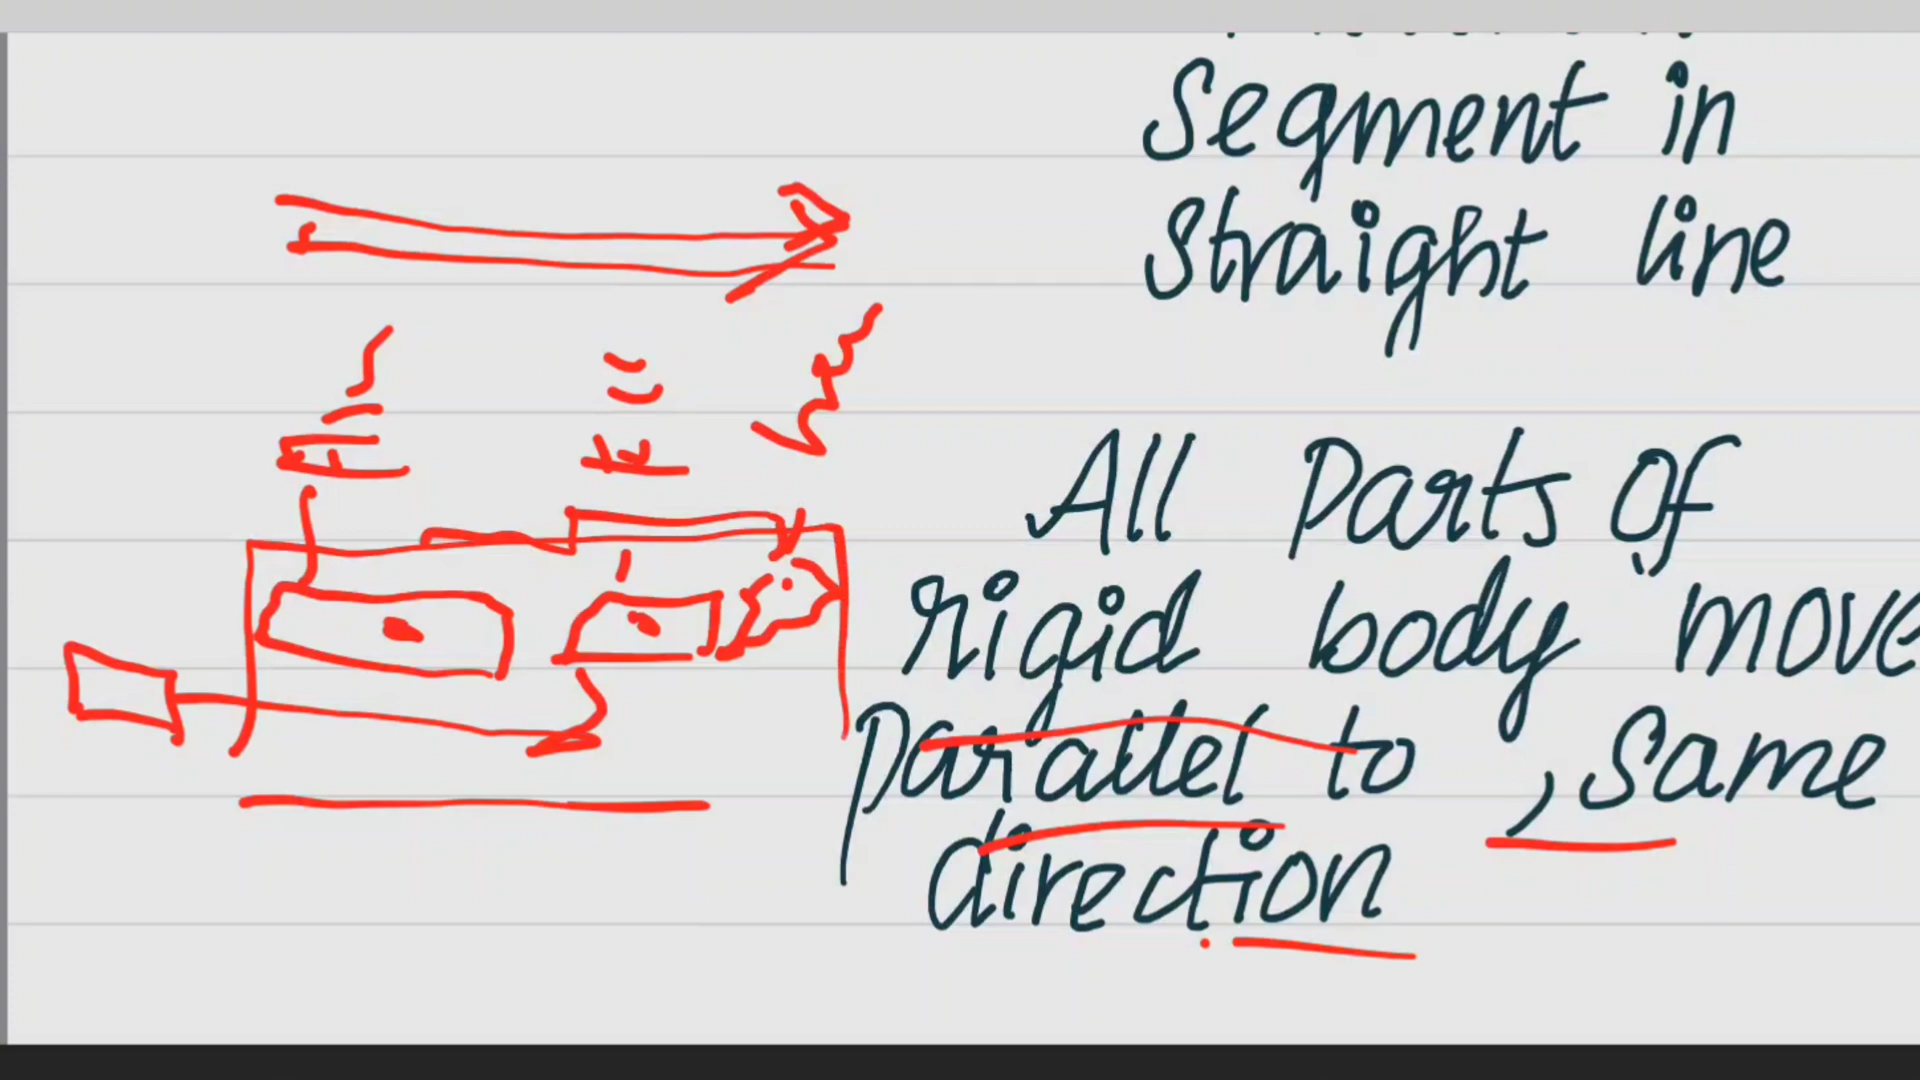 Segment in
Straight line
All Parts Of
rigid body move
parallel to , Same
direction